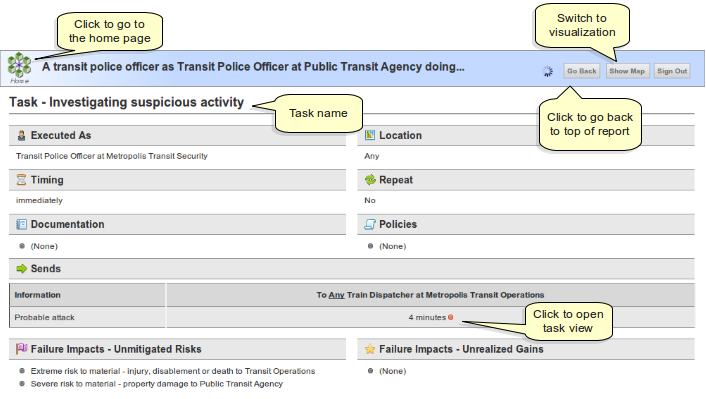 Click to go to
the home page
Switch to
visualization
Home
A transit police officer as Transit Police Officer at Public Transit Agency doing...
Go Back
Show Map
Sign Out
Task - Investigating suspicious activity
Task name
Click to go back
to top of report
Executed As
Location
Transit Police Officer at Metropolis Transit Security
Any
Timing
Repeat
immediately
No
Documentation
Policies
(None)
(None)
Sends
Information
To Any Train Dispatcher at Metropolis Transit Operations
Probable attack
4 minutes
Click to open
task view
Failure Impacts - Unmitigated Risks
Failure Impacts - Unrealized Gains
Extreme risk to material - injury, disablement or death to Transit Operations
(None)
Severe risk to material - property damage to Public Transit Agency